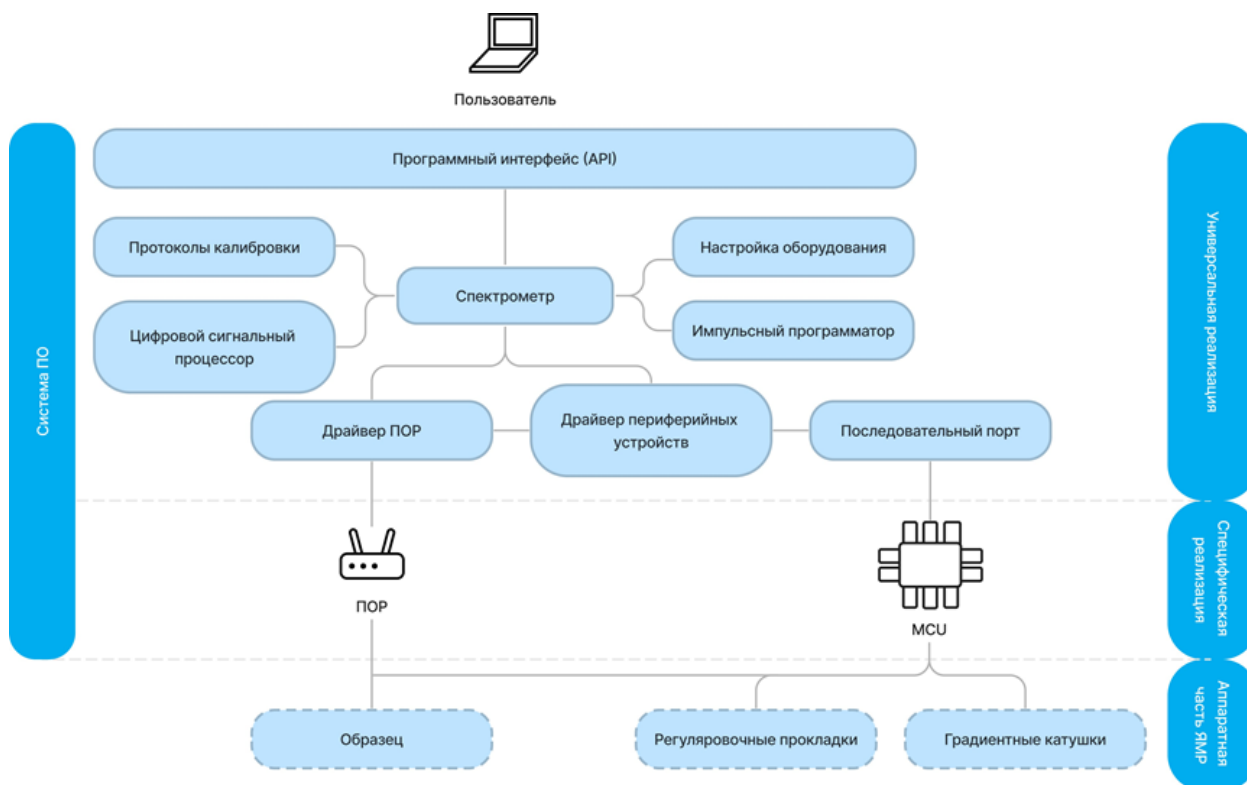 Пользователь
Программный интерфейс (API)
Протоколы калибровки
Настройка оборудования
Спектрометр
Цифровой сигнальный
процессор
Импульсный программатор
Драйвер ПОР
Драйвер периферийных
устройств
Последовательный порт
ПОР
MCU
Образец
Регуляровочные прокладки
Градиентные катушки
Система ПО
Универсальная реализация
Специфическая
реализация
Аппаратная
часть ЯМР